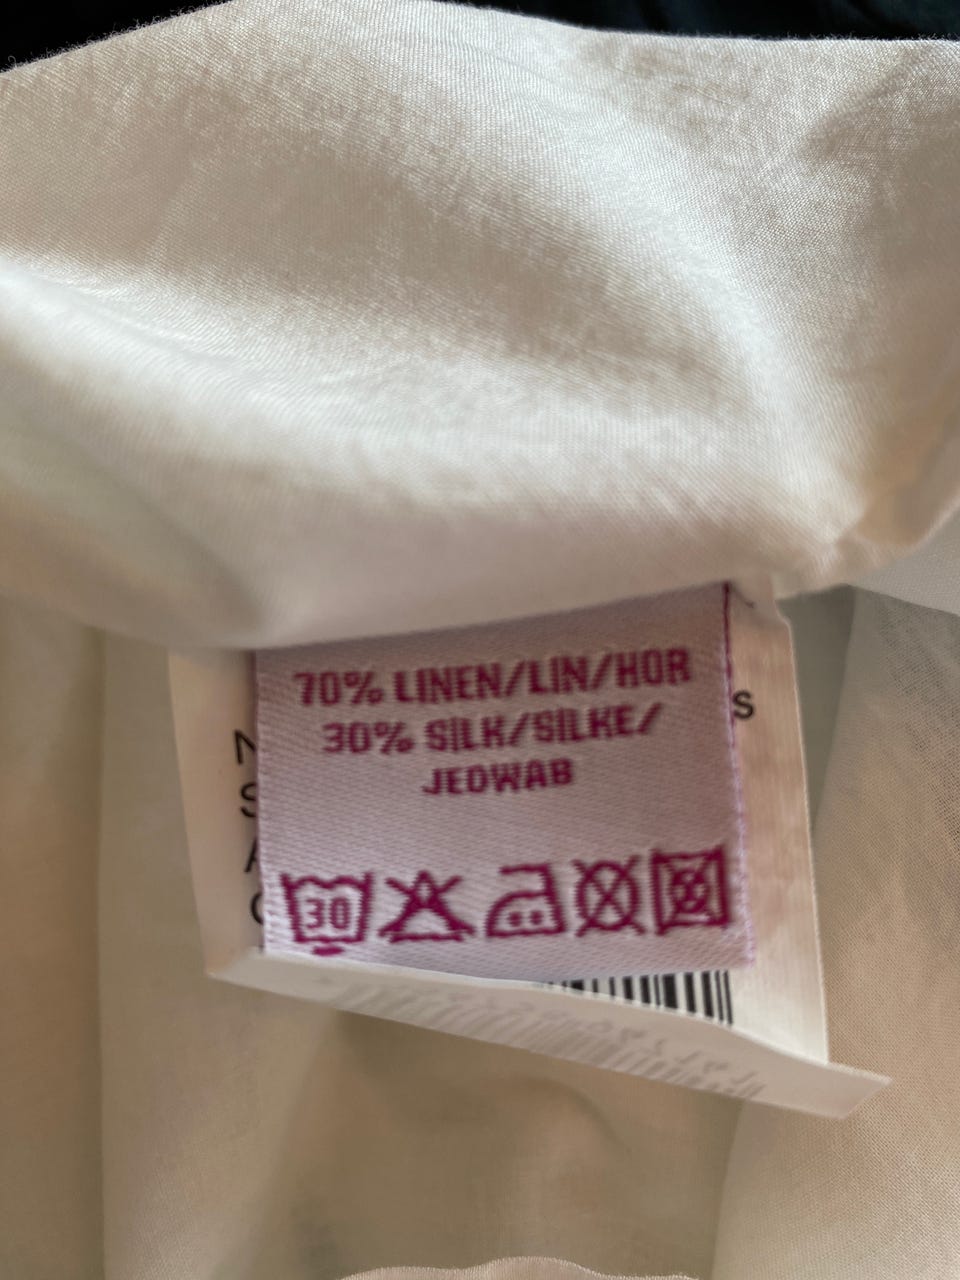 70% LINEN/LIN/HOR
30% SILK/SILKE/
JEDWAB
30